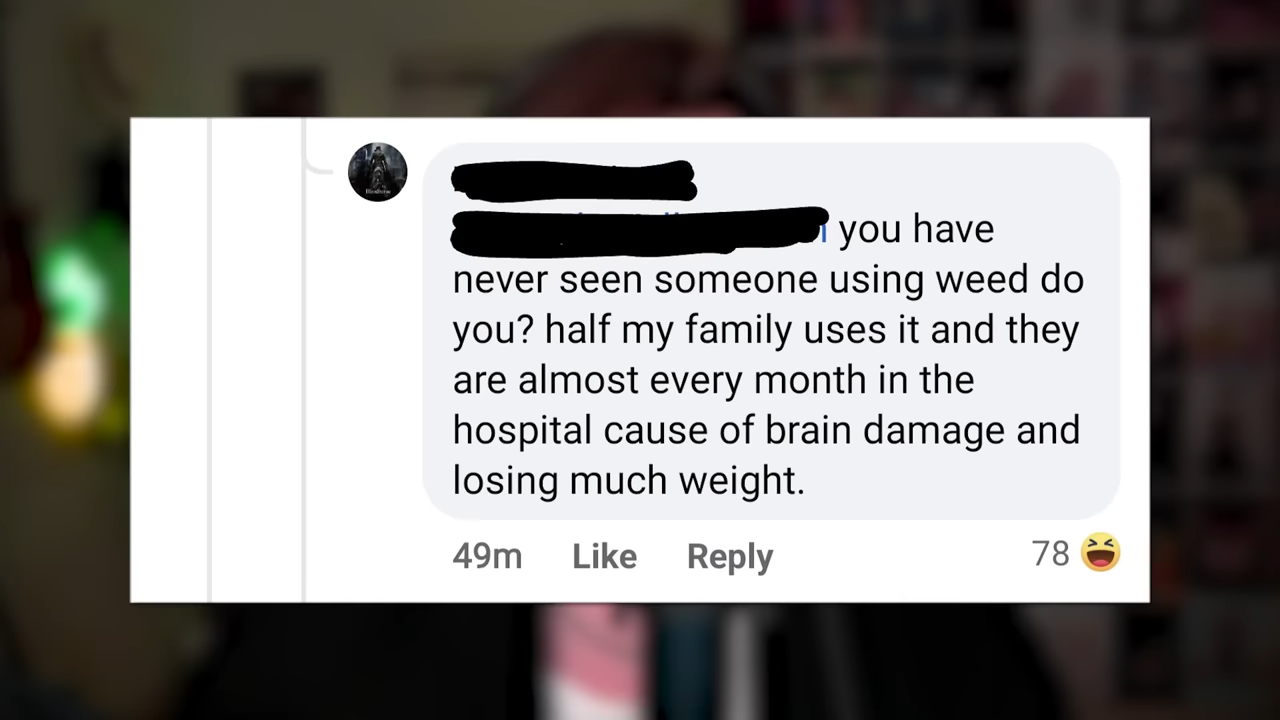 you have
never seen someone using weed do
you? half my family uses it and they
are almost every month in the
hospital cause of brain damage and
losing much weight.
49m Like Reply 78